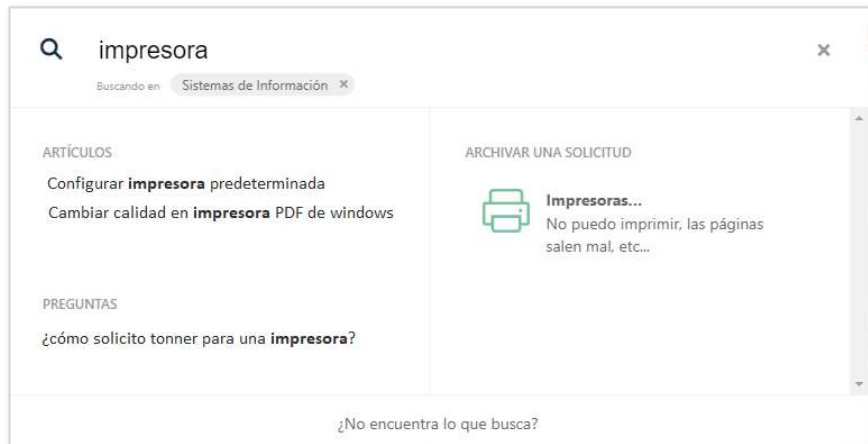 impresora
Buscando en Sistemas de Información ×
ARTÍCULOS
Configurar impresora predeterminada
Cambiar calidad en impresora PDF de windows
PREGUNTAS
¿cómo solicito tonner para una impresora?
ARCHIVAR UNA SOLICITUD
Impresoras...
No puedo imprimir, las páginas
salen mal, etc...
¿No encuentra lo que busca?